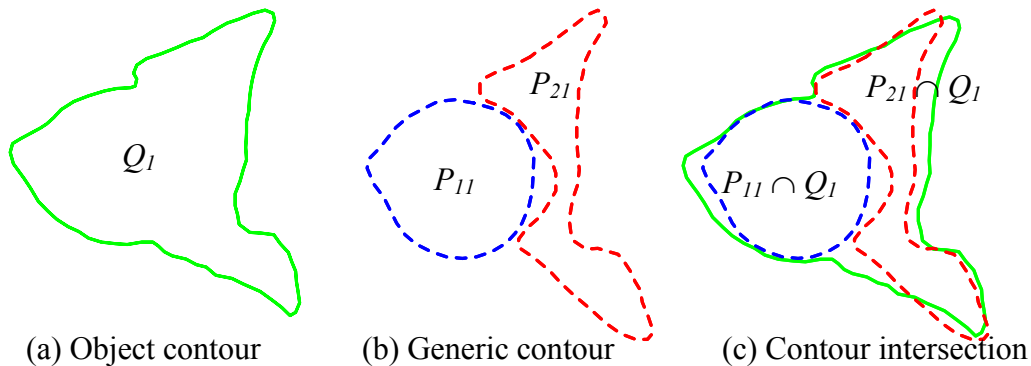 Q1
P21
P11
P21 ∩ Q1
P11 ∩ Q1
(a) Object contour
(b) Generic contour
(c) Contour intersection